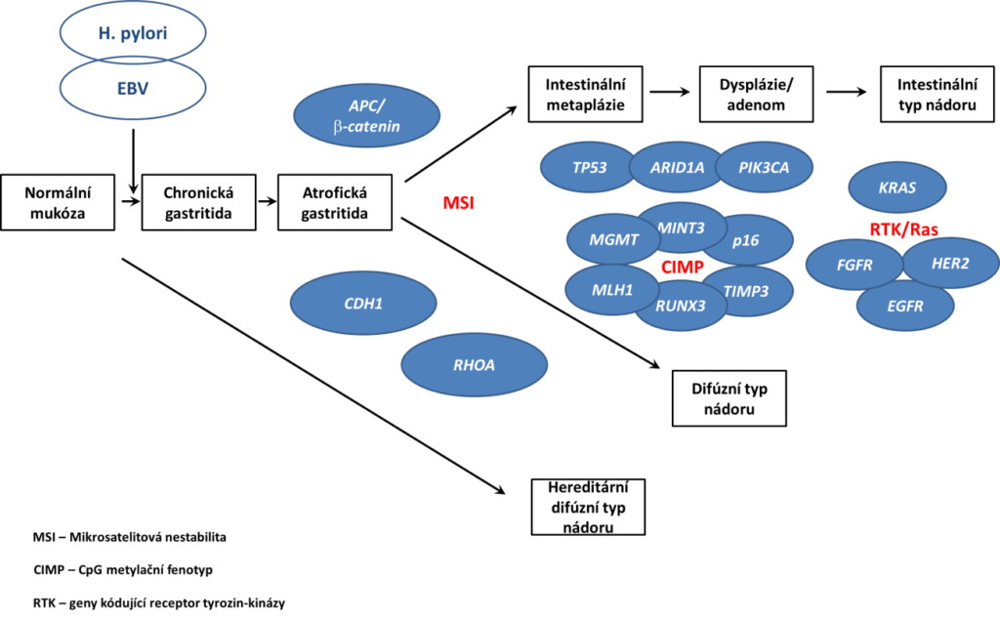 H. pylori
EBV
APC/
β-catenin
Intestinální
metaplázie
Dysplázie/
adenom
Intestinální
typ nádoru
TP53
ARID1A
PIK3CA
KRAS
Normální
mukóza
Chronická
gastritida
Atrofická
gastritida
MSI
MGMT
MINT3
p16
CIMP
MLH1
RUNX3
TIMP3
RTK/Ras
FGFR
HER2
EGFR
CDH1
RHOA
Difúzní typ
nádoru
Hereditární
difúzní typ
nádoru
MSI – Mikrosatelitová nestabilita
CIMP – CpG metylační fenotyp
RTK – geny kódující receptor tyrozin-kinázy